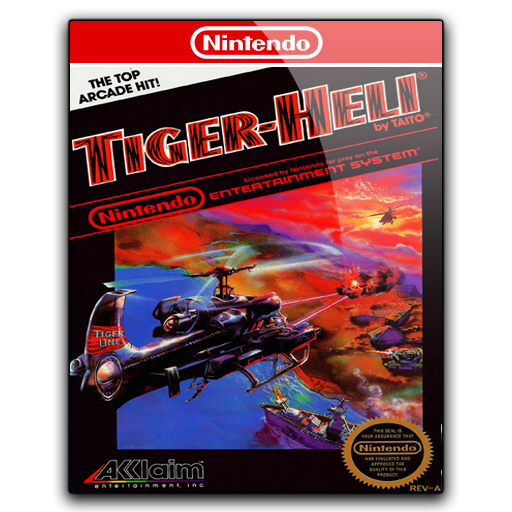 Nintendo
THE TOP
ARCADE HIT!
TIGER-HELI®
by TAITO®
Licensed by Nintendo for play on the
Nintendo ENTERTAINMENT SYSTEM®
TIGER
LINE
THIS SEAL IS
YOUR ASSURANCE THAT
Nintendo
HAS EVALUATED AND
APPROVED THE
QUALITY OF THIS
PRODUCT
AKKlaim
entertainment, inc
REV-A